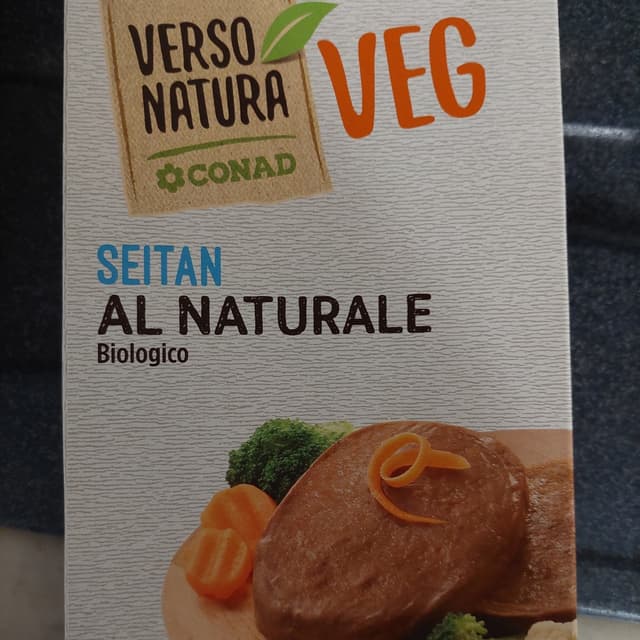 VERSO
NATURA
CONAD
VEG
SEITAN
AL NATURALE
Biologico